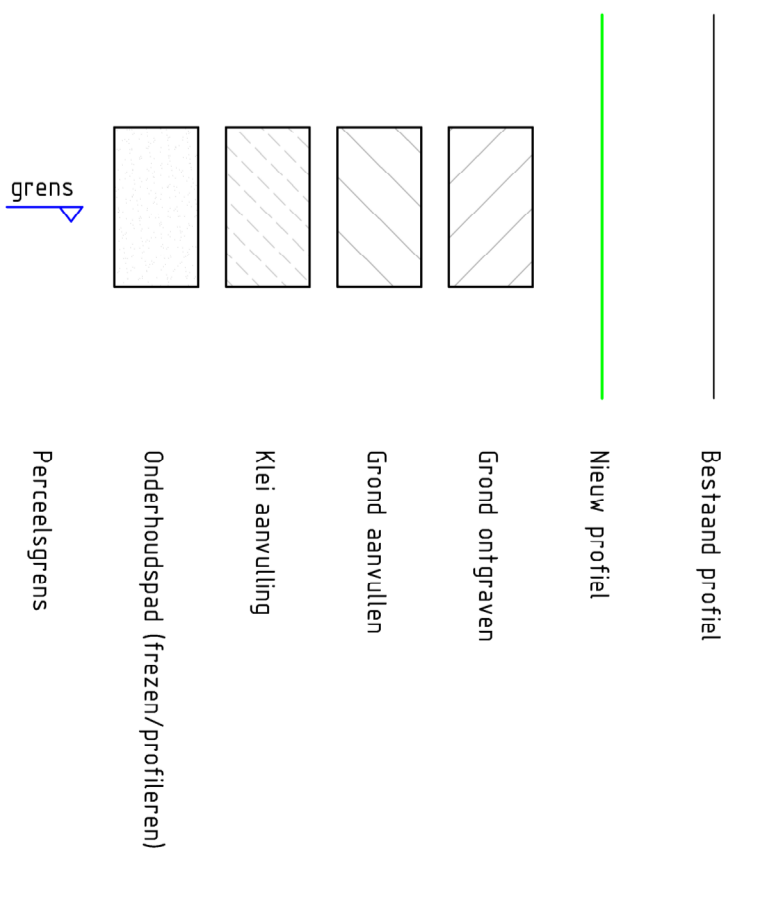 Bestaand profiel
Nieuw profiel
Grond ontgraven
Grond aanvullen
Klei aanvulling
Onderhoudspad (frezen/profileren)
grens
Perceelsgrens